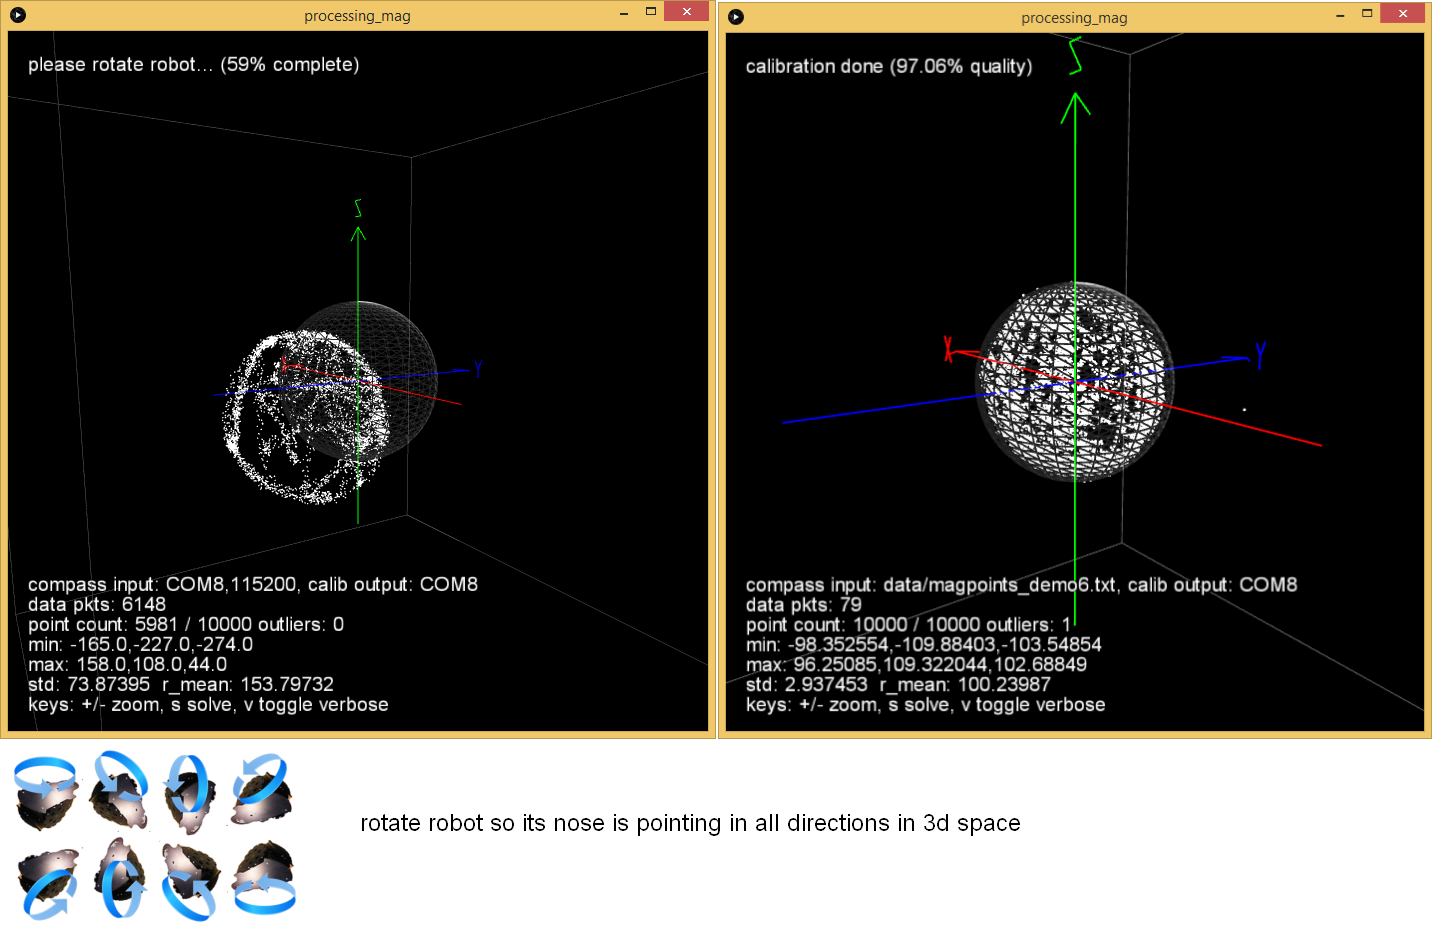 processing_mag
please rotate robot... (59% complete)
Z
X
Y
compass input: COM8,115200, calib output: COM8
data pkts: 6148
point count: 5981 / 10000 outliers: 0
min: -165.0,-227.0,-274.0
max: 158.0,108.0,44.0
std: 73.87395 r_mean: 153.79732
keys: +/- zoom, s solve, v toggle verbose
processing_mag
calibration done (97.06% quality)
Z
X
Y
compass input: data/magpoints_demo6.txt, calib output: COM8
data pkts: 79
point count: 10000 / 10000 outliers: 1
min: -98.352554,-109.88403,-103.54854
max: 96.25085,109.322044,102.68849
std: 2.937453 r_mean: 100.23987
keys: +/- zoom, s solve, v toggle verbose
rotate robot so its nose is pointing in all directions in 3d space